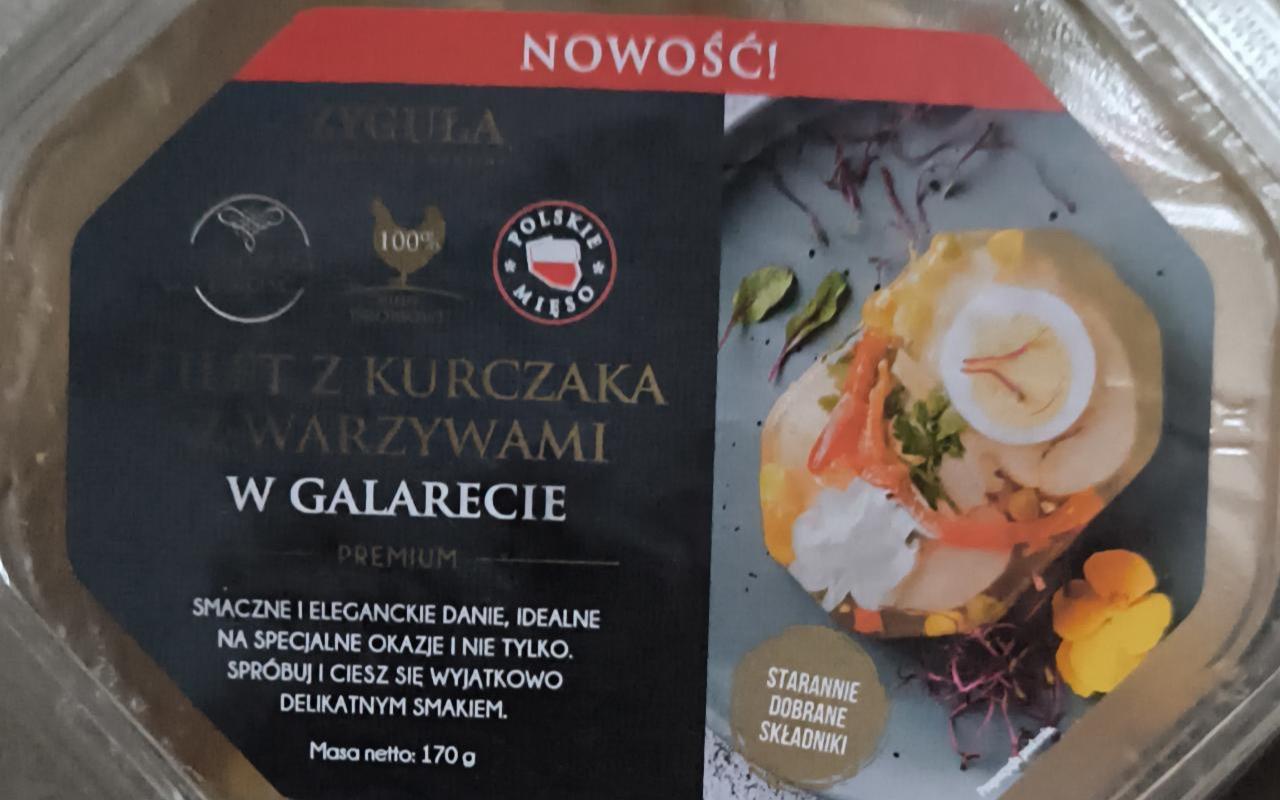 NOWOŚĆ!
ZYGUŁA
100%
POLSKIE
MIĘSO
FILET Z KURCZAKA
Z WARZYWAMI
W GALARECIE
PREMIUM
SMACZNE I ELEGANCKIE DANIE, IDEALNE
NA SPECJALNE OKAZJE I NIE TYLKO.
SPRÓBUJ I CIESZ SIĘ WYJĄTKOWO
DELIKATNYM SMAKIEM.
Masa netto: 170 g
STARANNIE
DOBRANE
SKŁADNIKI